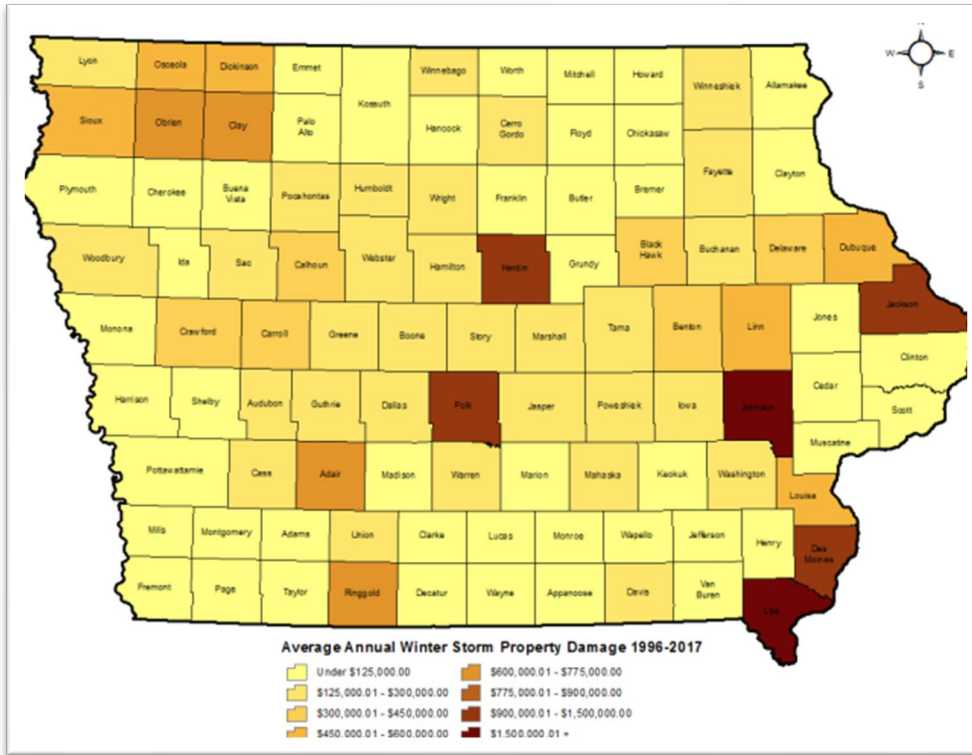 N
W E
S
Lyon Osceola Dickinson Emmet Winnebago Worth Mitchell Howard Winneshiek Allamakee
Kossuth
Sioux Obrien Clay Palo
Alto Hancock Cerro
Gordo Floyd Chickasaw
Fayette Clayton
Plymouth Cherokee Buena
Vista Pocahontas Humboldt Wright Franklin Butler Bremer
Woodbury Ida Sac Calhoun Webster Hamilton Hardin Grundy Black
Hawk Buchanan Delaware Dubuque
Jackson
Monona Crawford Carroll Greene Boone Story Marshall Tama Benton Linn Jones
Clinton
Harrison Shelby Audubon Guthrie Dallas Polk Jasper Poweshiek Iowa Johnson Cedar
Scott
Muscatine
Pottawattamie Cass Adair Madison Warren Marion Mahaska Keokuk Washington
Louisa
Mills Montgomery Adams Union Clarke Lucas Monroe Wapello Jefferson Henry Des
Moines
Fremont Page Taylor Ringgold Decatur Wayne Appanoose Davis Van
Buren Lee
Average Annual Winter Storm Property Damage 1996-2017
Under $125,000.00
$125,000.01 - $300,000.00
$300,000.01 - $450,000.00
$450,000.01 - $600,000.00
$600,000.01 - $775,000.00
$775,000.01 - $900,000.00
$900,000.01 - $1,500,000.00
$1,500,000.01 +